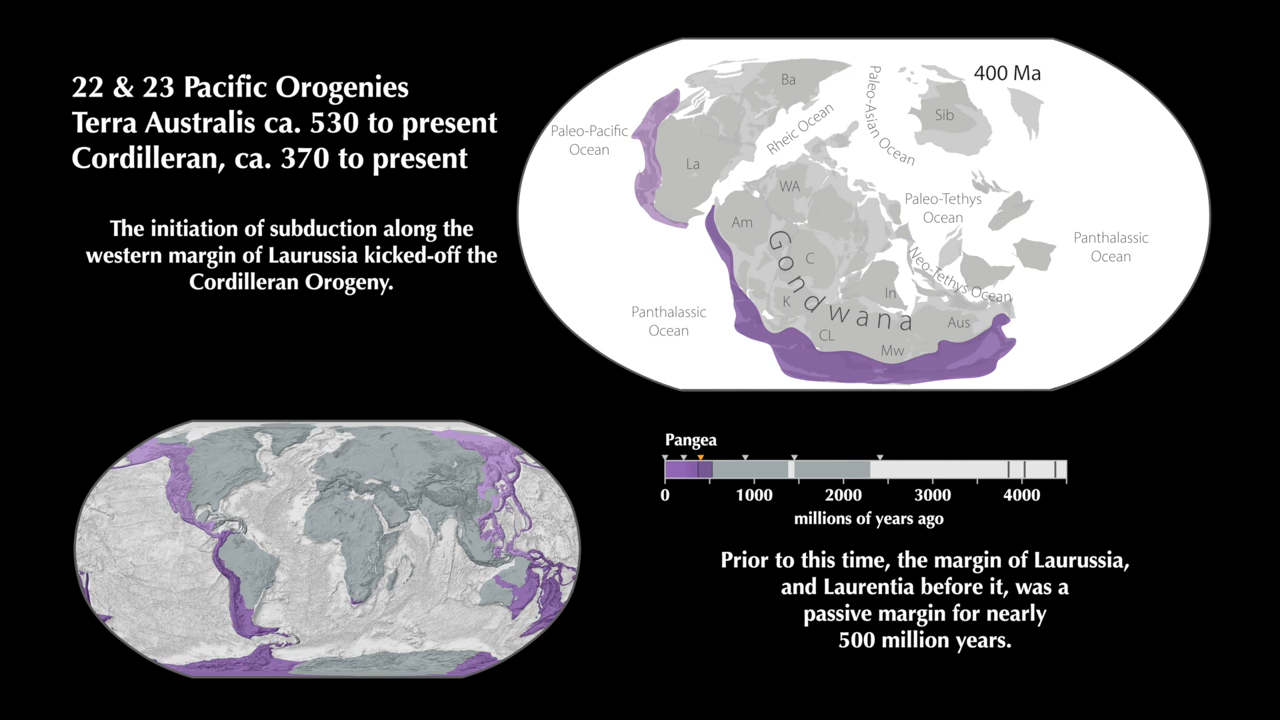 22 & 23 Pacific Orogenies
Terra Australis ca. 530 to present
Cordilleran, ca. 370 to present
The initiation of subduction along the
western margin of Laurussia kicked-off the
Cordilleran Orogeny.
400 Ma
Ba
Paleo-Asian Ocean
Sib
Paleo-Pacific
Ocean
Rheic Ocean
La
WA
Paleo-Tethys
Ocean
Am
Panthalassic
Ocean
Gondwana
C
Neo-Tethys Ocean
In
K
Panthalassic
Ocean
CL
Aus
Mw
Pangea
0 1000 2000 3000 4000
millions of years ago
Prior to this time, the margin of Laurussia,
and Laurentia before it, was a
passive margin for nearly
500 million years.